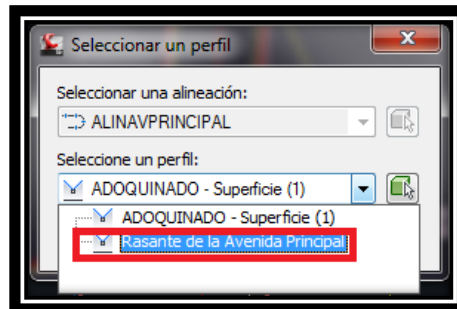 Seleccionar un perfil
Seleccionar una alineación:
ALINAVPRINCIPAL
Seleccione un perfil:
ADOQUINADO - Superficie (1)
ADOQUINADO - Superficie (1)
Rasante de la Avenida Principal